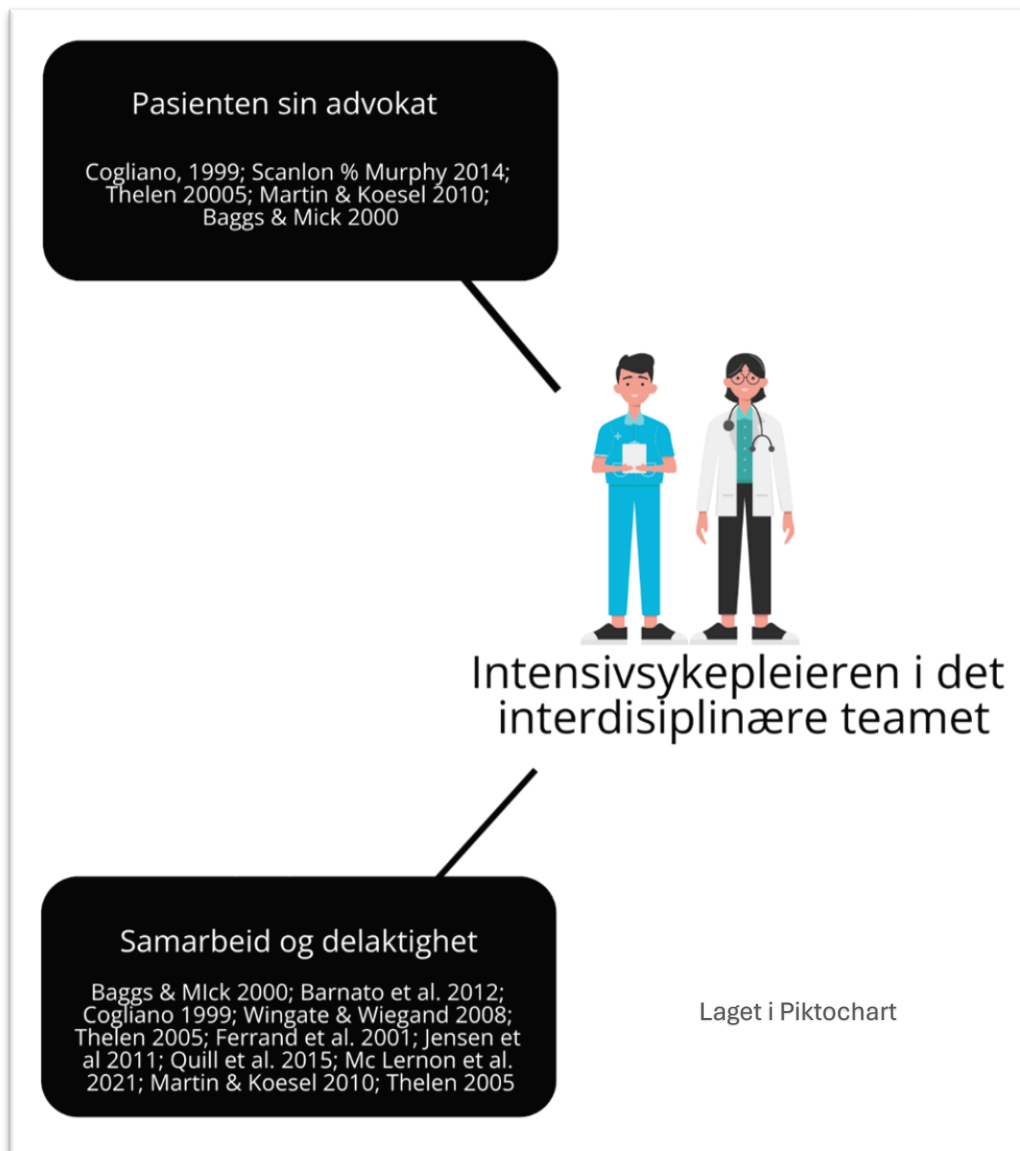 Pasienten sin advokat
Cogliano, 1999; Scanlon % Murphy 2014;
Thelen 20005; Martin & Koesel 2010;
Baggs & Mick 2000
Intensivsykepleieren i det
interdisiplinære teamet
Samarbeid og delaktighet
Baggs & MIck 2000; Barnato et al. 2012;
Cogliano 1999; Wingate & Wiegand 2008;
Thelen 2005; Ferrand et al. 2001; Jensen et
al 2011; Quill et al. 2015; Mc Lernon et al.
2021; Martin & Koesel 2010; Thelen 2005
Laget i Piktochart